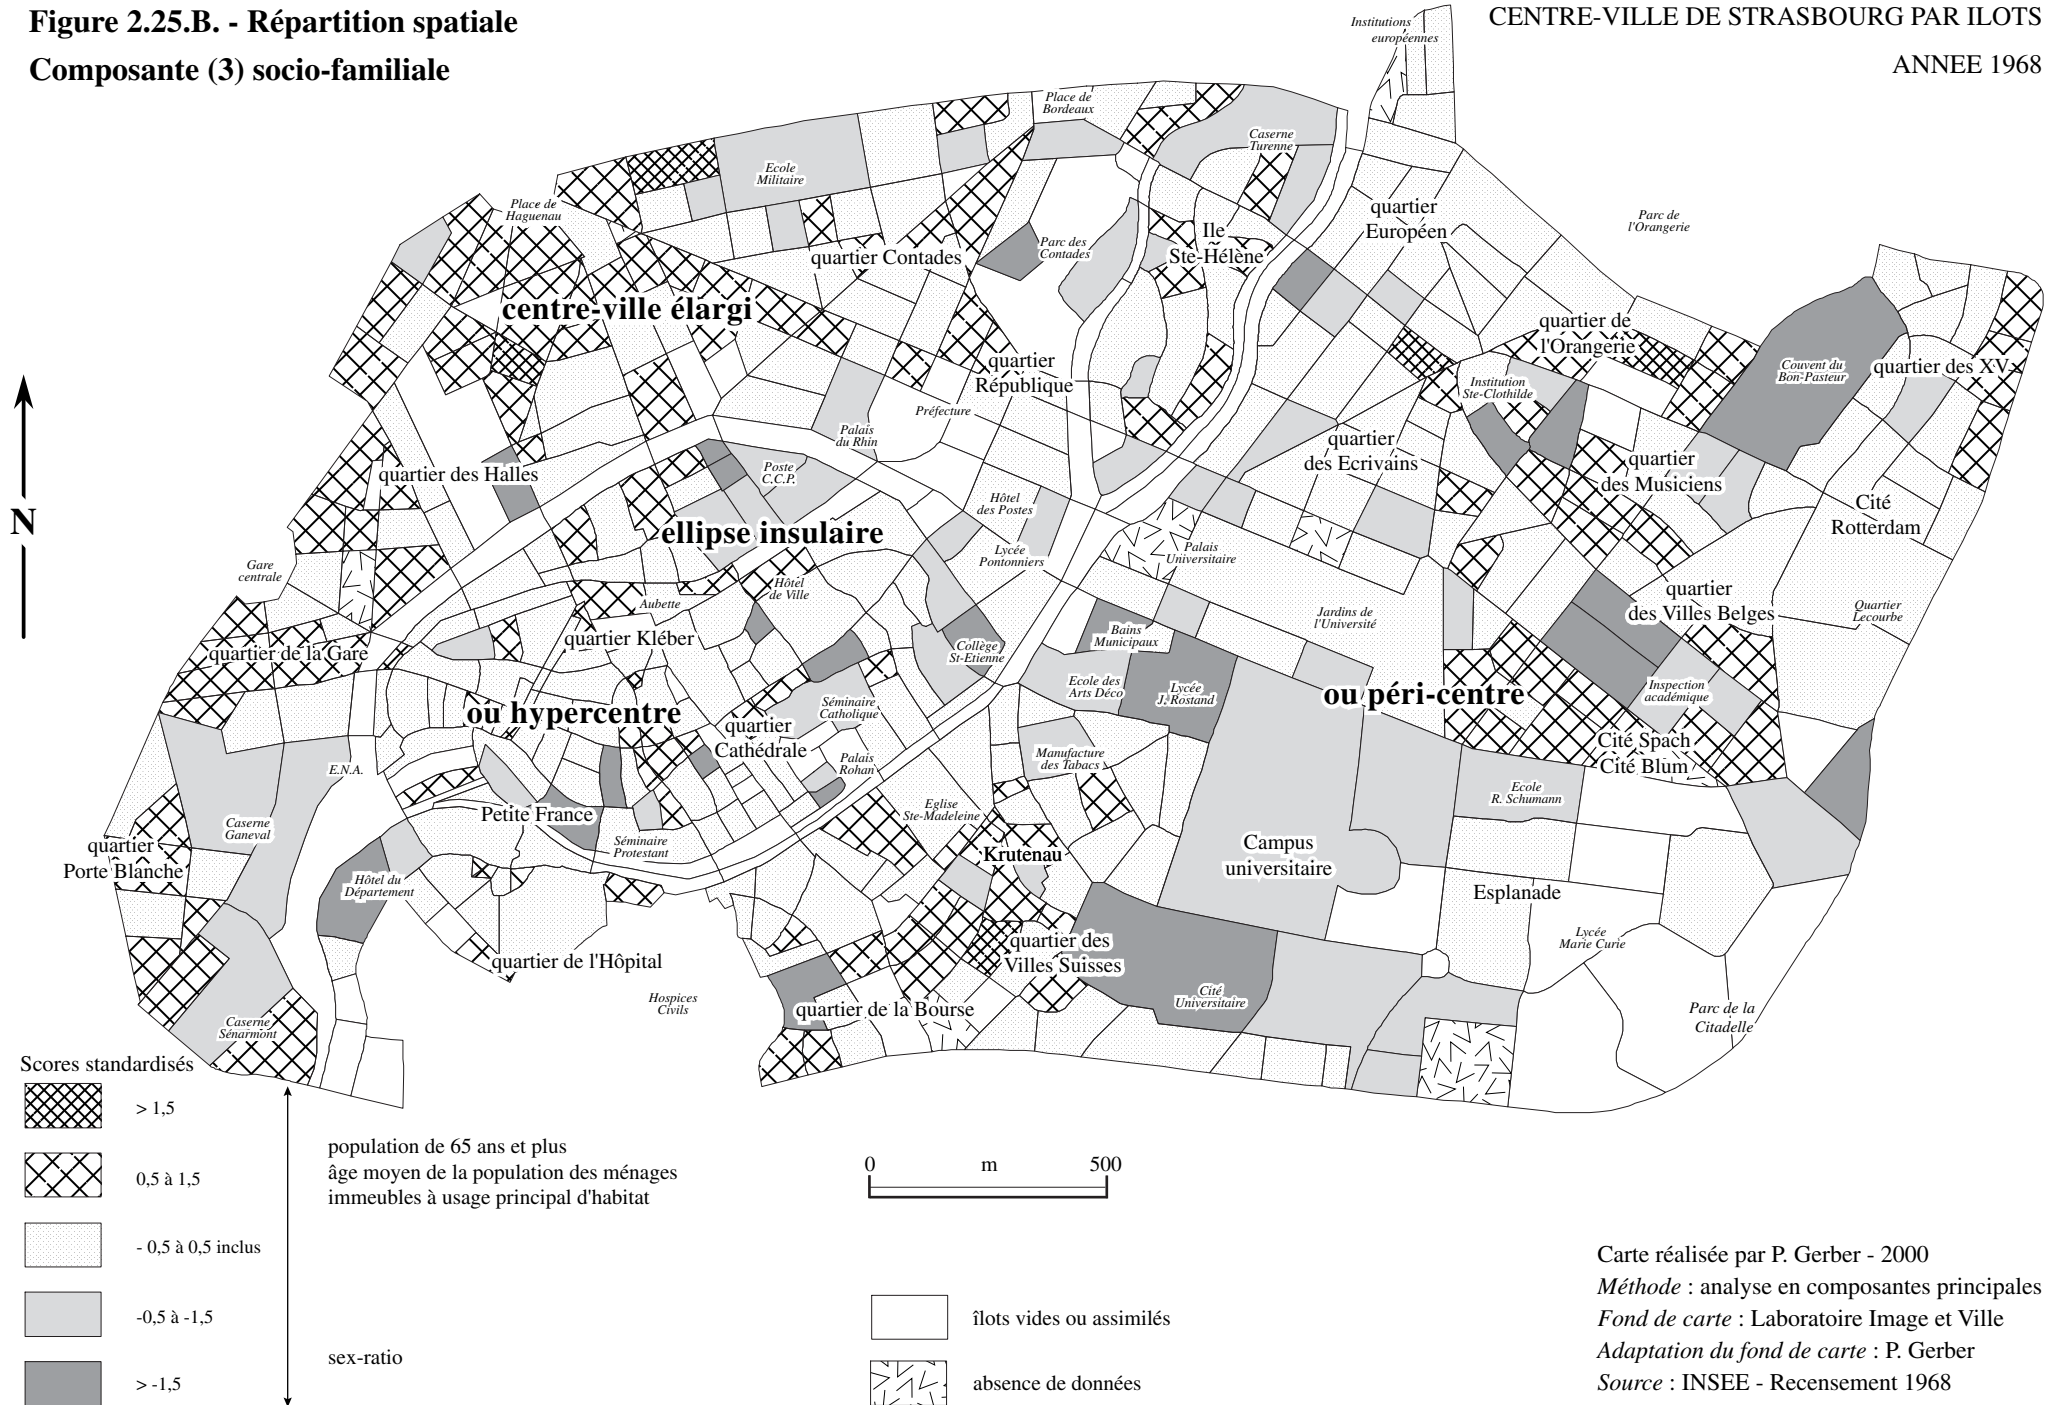 Figure 2.25.B. - Répartition spatiale
Composante (3) socio-familiale
CENTRE-VILLE DE STRASBOURG PAR ILOTS
ANNEE 1968
Institutions
européennes
Place de
Bordeaux
Caserne
Turenne
Ecole
Militaire
Place de
Haguenau
quartier
Européen
Parc de
l'Orangerie
Ile
Ste-Hélène
Parc des
Contades
quartier Contades
centre-ville élargi
quartier de
l'Orangerie
quartier
République
Couvent du
Bon-Pasteur
quartier des XV
Institution
Ste-Clothilde
Préfecture
Palais
du Rhin
quartier
des Ecrivains
quartier
des Musiciens
quartier des Halles
Poste
C.C.P.
Hôtel
des Postes
Cité
Rotterdam
N
ellipse insulaire
Lycée
Pontonniers
Palais
Universitaire
Gare
centrale
Hôtel
de Ville
Aubette
quartier
des Villes Belges
Quartier
Lecourbe
Jardins de
l'Université
quartier Kléber
Bains
Municipaux
Collège
St-Etienne
quartier de la Gare
Ecole des
Arts Déco
Lycée
J. Rostand
ou péri-centre
Inspection
académique
ou hypercentre
Séminaire
Catholique
quartier
Cathédrale
Cité Spach
Cité Blum
Palais
Rohan
Manufacture
des Tabacs
E.N.A.
Ecole
R. Schumann
Petite France
Eglise
Ste-Madeleine
Caserne
Ganeval
Séminaire
Protestant
quartier
Porte Blanche
Krutenau
Campus
universitaire
Hôtel du
Département
Esplanade
quartier des
Villes Suisses
Lycée
Marie Curie
quartier de l'Hôpital
Hospices
Civils
quartier de la Bourse
Cité
Universitaire
Parc de la
Citadelle
Caserne
Sénarmont
Scores standardisés
> 1,5
0,5 à 1,5
- 0,5 à 0,5 inclus
-0,5 à -1,5
> -1,5
population de 65 ans et plus
âge moyen de la population des ménages
immeubles à usage principal d'habitat
sex-ratio
0 m 500
îlots vides ou assimilés
absence de données
Carte réalisée par P. Gerber - 2000
Méthode : analyse en composantes principales
Fond de carte : Laboratoire Image et Ville
Adaptation du fond de carte : P. Gerber
Source : INSEE - Recensement 1968